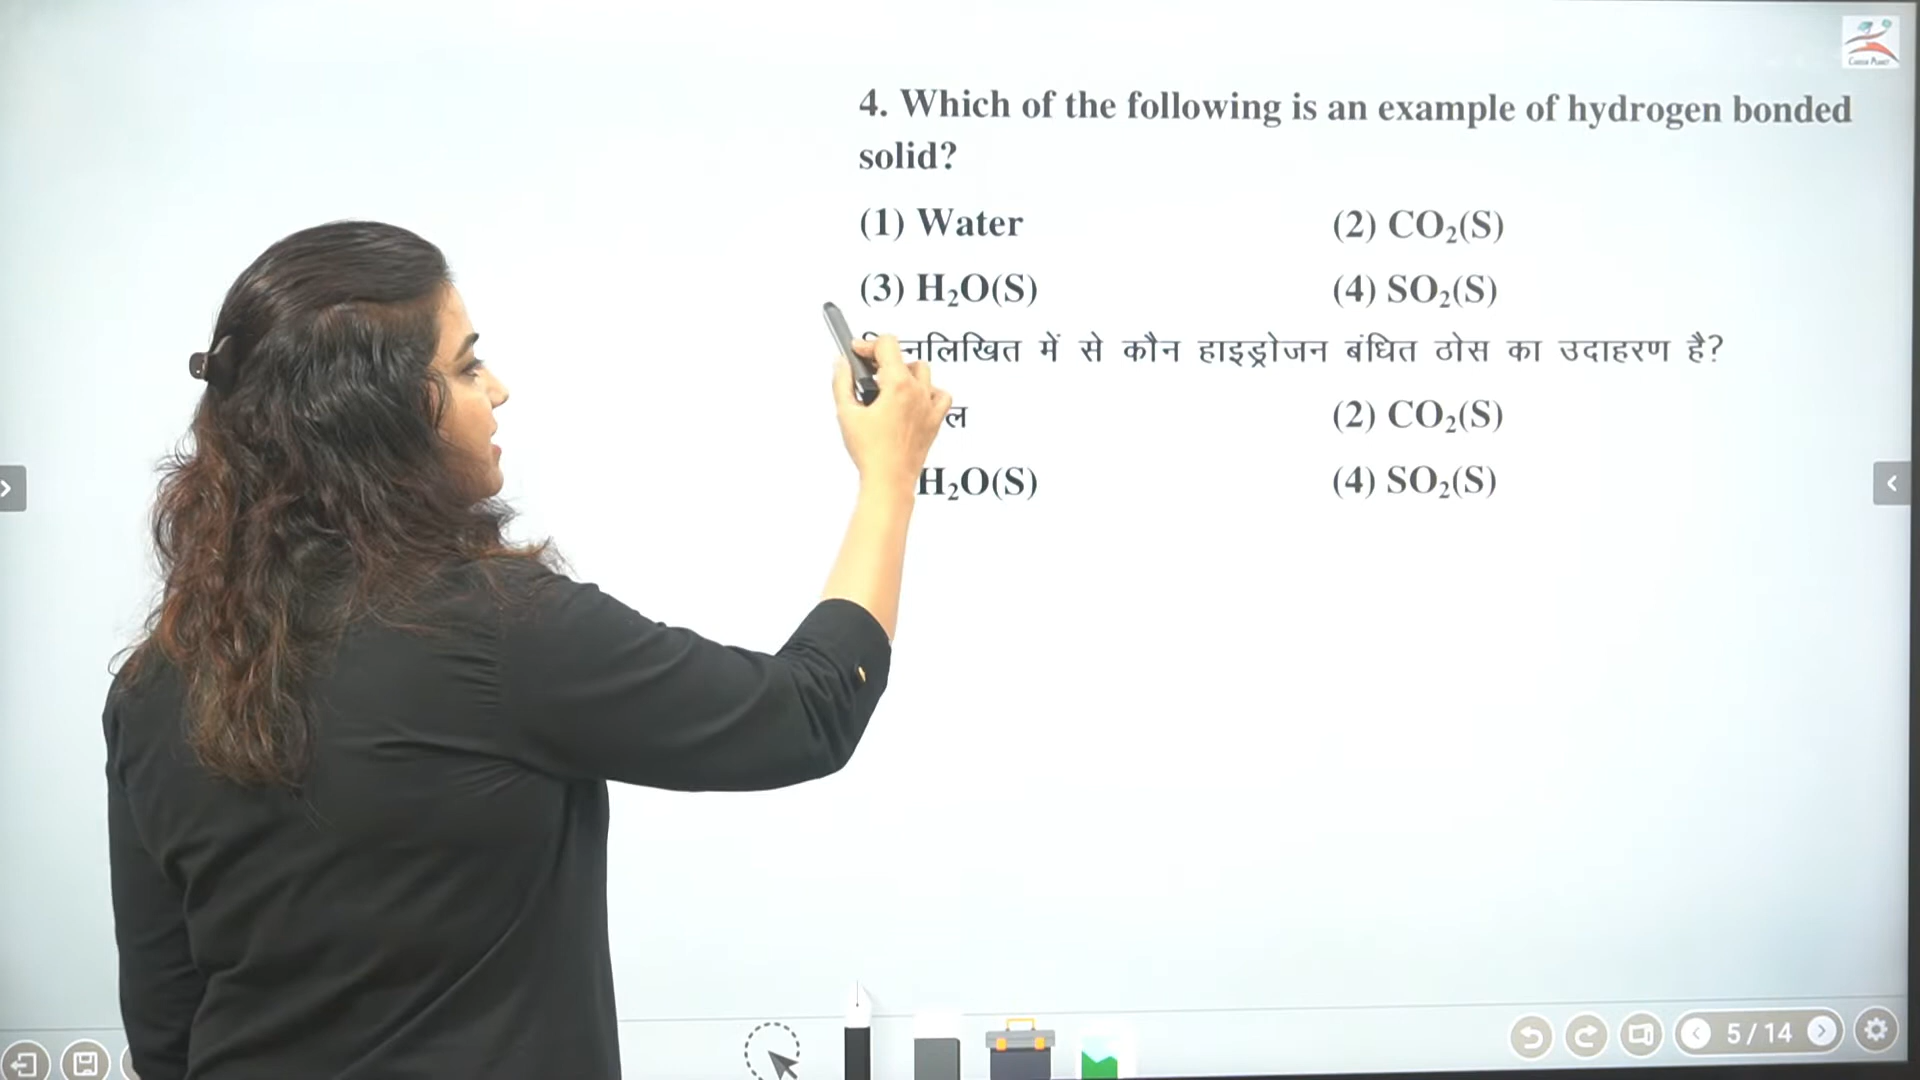 4. Which of the following is an example of hydrogen bonded
solid?
(1) Water (2) CO₂(S)
(3) H₂O(S) (4) SO₂(S)
में से कौन हाइड्रोजन बंधित ठोस का उदाहरण है?
(2) CO₂(S)
H₂O(S) (4) SO₂(S)
5/14